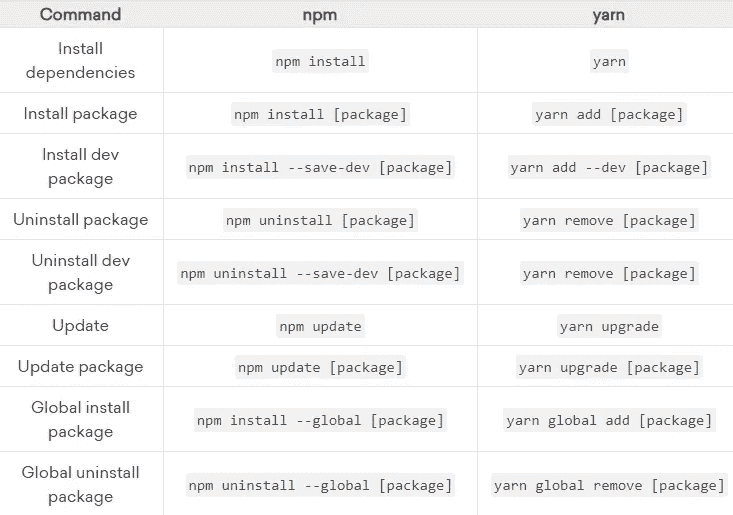 Command npm yarn
Install
dependencies
npm install yarn
Install package npm install [package] yarn add [package]
Install dev
package
npm install --save-dev [package] yarn add --dev [package]
Uninstall package npm uninstall [package] yarn remove [package]
Uninstall dev
package
npm uninstall --save-dev [package] yarn remove [package]
Update npm update yarn upgrade
Update package npm update [package] yarn upgrade [package]
Global install
package
npm install --global [package] yarn global add [package]
Global uninstall
package
npm uninstall --global [package] yarn global remove [package]